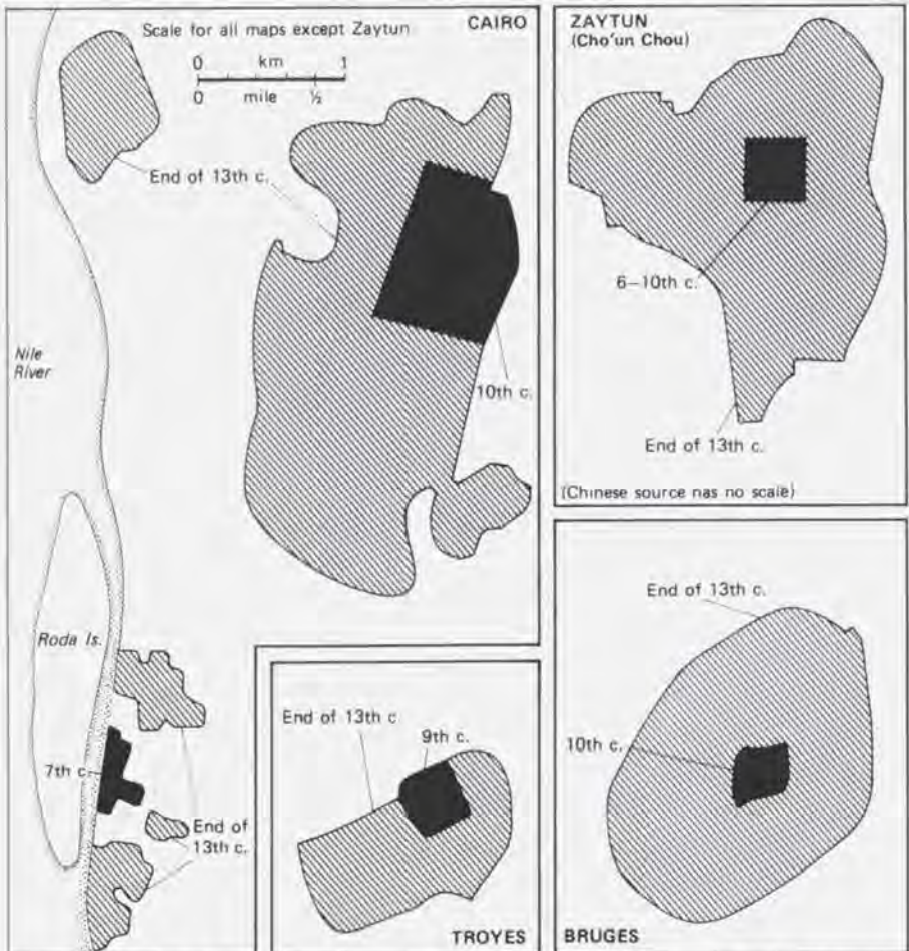 CAIRO
Scale for all maps except Zaytun
0 km 1
0 mile ½
End of 13th c.
10th c.
Nile
River
Roda Is.
7th c.
End of
13th c.
ZAYTUN
(Cho'un Chou)
6–10th c.
End of 13th c.
(Chinese source nas no scale)
End of 13th c
9th c.
TROYES
End of 13th c.
10th c.
BRUGES